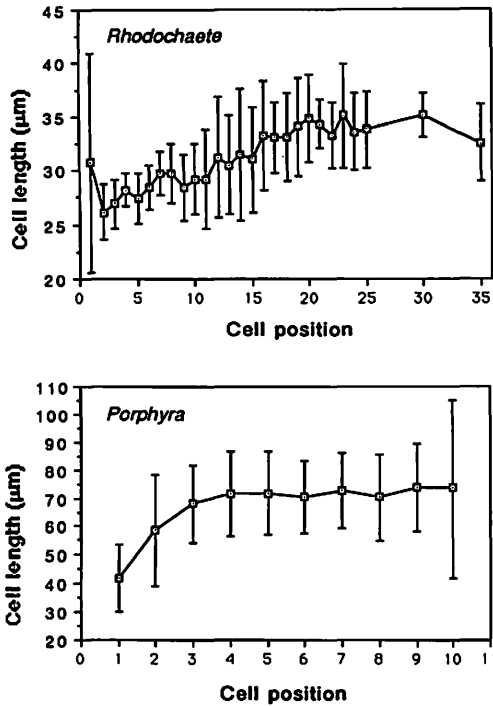 45
Rhodochaete
40
35
30
25
20
Cell length (µm)
0 5 10 15 20 25 30 35
Cell position
110
Porphyra
100
90
80
70
60
50
40
30
20
Cell length (µm)
0 1 2 3 4 5 6 7 8 9 10 1
Cell position